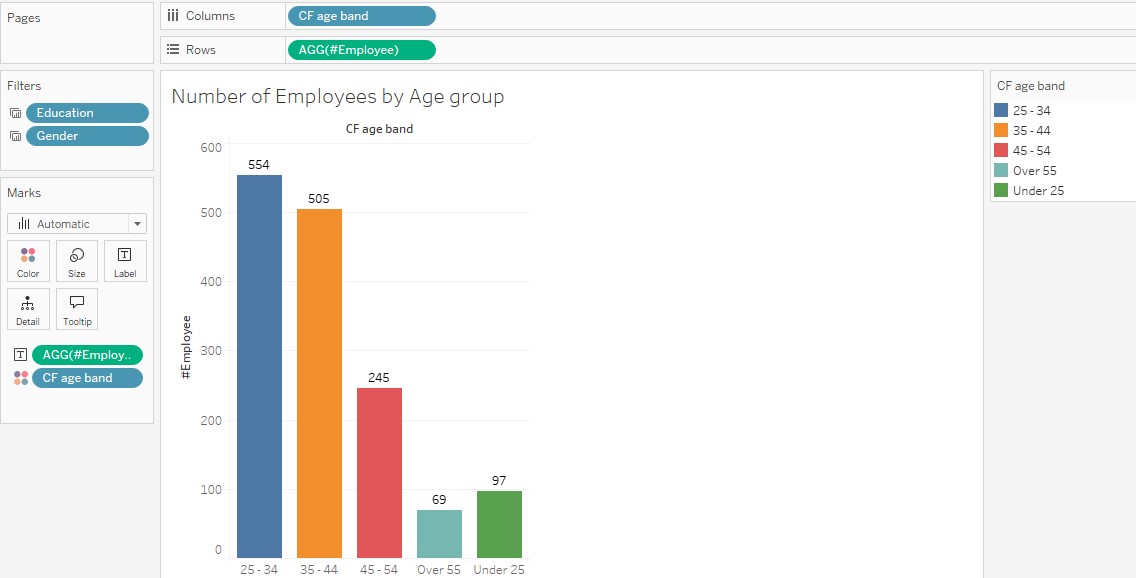 Pages
Columns
CF age band
Rows
AGG(#Employee)
Filters
Education
Gender
Marks
Automatic
Color
Size
Label
Detail
Tooltip
AGG(#Employ..
CF age band
Number of Employees by Age group
CF age band
#Employee
600
500
400
300
200
100
0
554
505
245
69
97
25 - 34
35 - 44
45 - 54
Over 55
Under 25
CF age band
25 - 34
35 - 44
45 - 54
Over 55
Under 25